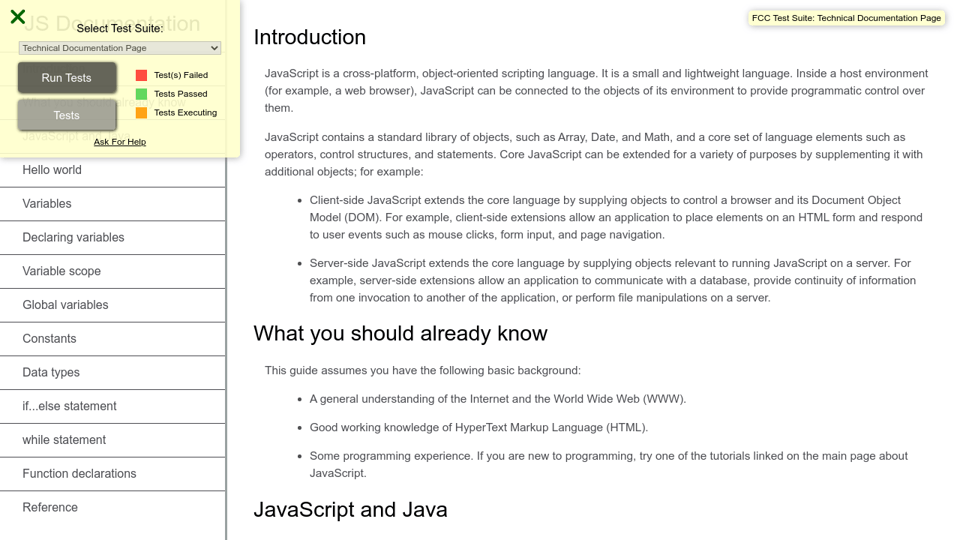 JS Documentation
Select Test Suite:
Technical Documentation Page
Run Tests
Test(s) Failed
Tests Passed
Tests Executing
Tests
Ask For Help
Hello world
Variables
Declaring variables
Variable scope
Global variables
Constants
Data types
if...else statement
while statement
Function declarations
Reference
FCC Test Suite: Technical Documentation Page
Introduction
JavaScript is a cross-platform, object-oriented scripting language. It is a small and lightweight language. Inside a host environment
(for example, a web browser), JavaScript can be connected to the objects of its environment to provide programmatic control over
them.
JavaScript contains a standard library of objects, such as Array, Date, and Math, and a core set of language elements such as
operators, control structures, and statements. Core JavaScript can be extended for a variety of purposes by supplementing it with
additional objects; for example:
Client-side JavaScript extends the core language by supplying objects to control a browser and its Document Object
Model (DOM). For example, client-side extensions allow an application to place elements on an HTML form and respond
to user events such as mouse clicks, form input, and page navigation.
Server-side JavaScript extends the core language by supplying objects relevant to running JavaScript on a server. For
example, server-side extensions allow an application to communicate with a database, provide continuity of information
from one invocation to another of the application, or perform file manipulations on a server.
What you should already know
This guide assumes you have the following basic background:
A general understanding of the Internet and the World Wide Web (WWW).
Good working knowledge of HyperText Markup Language (HTML).
Some programming experience. If you are new to programming, try one of the tutorials linked on the main page about
JavaScript.
JavaScript and Java